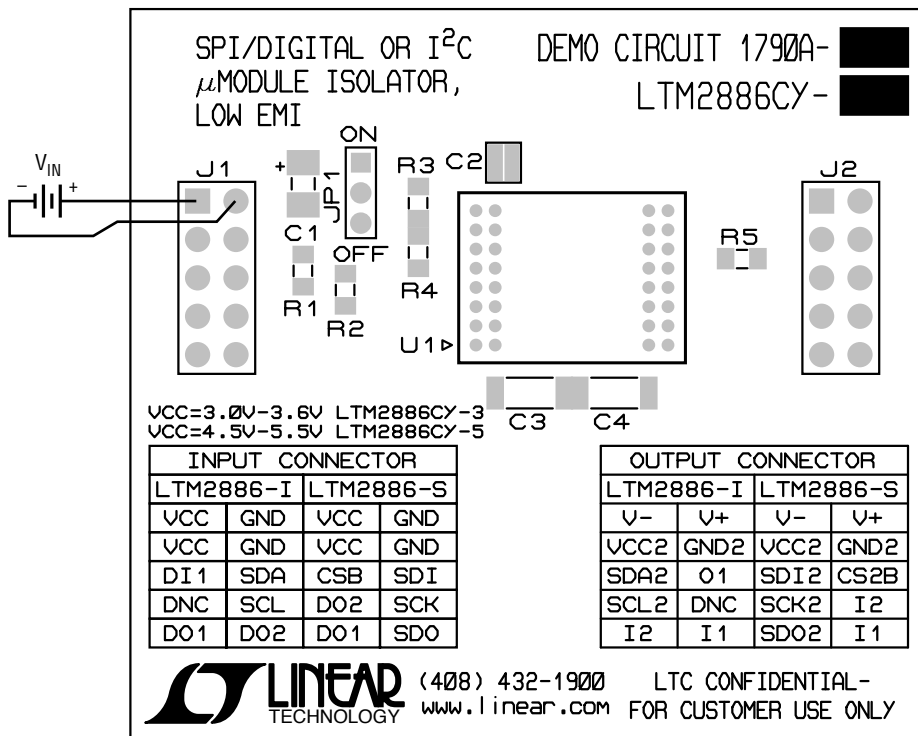 SPI/DIGITAL OR I²C
µMODULE ISOLATOR,
LOW EMI
DEMO CIRCUIT 1790A-
LTM2886CY-
VIN
- +
J1
+
C1
ON
JP1
OFF
R1
R2
R3
R4
C2
U1
R5
J2
C3 C4
VCC=3.0V-3.6V LTM2886CY-3
VCC=4.5V-5.5V LTM2886CY-5
INPUT CONNECTOR
LTM2886-I LTM2886-S
VCC GND VCC GND
VCC GND VCC GND
DI1 SDA CSB SDI
DNC SCL DO2 SCK
DO1 DO2 DO1 SDO
OUTPUT CONNECTOR
LTM2886-I LTM2886-S
V- V+ V- V+
VCC2 GND2 VCC2 GND2
SDA2 O1 SDI2 CS2B
SCL2 DNC SCK2 I2
I2 I1 SDO2 I1
LINEAR
TECHNOLOGY
(408) 432-1900
www.linear.com
LTC CONFIDENTIAL-
FOR CUSTOMER USE ONLY